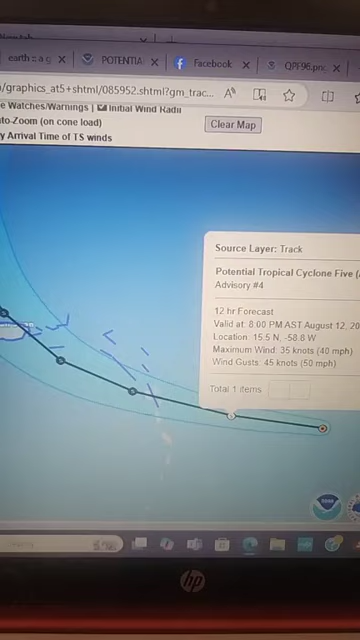 earth :: a g
POTENTIA
Facebook
QPF96.png
/graphics_at5+shtml/085952.shtml?gm_trac...
e Watches/Warnings | Initial Wind Radii
to-Zoom (on cone load)
y Arrival Time of TS winds
Clear Map
Source Layer: Track
Potential Tropical Cyclone Five (
Advisory #4
12 hr Forecast
Valid at: 8:00 PM AST August 12, 20
Location: 15.5 N, -58.8 W
Maximum Wind: 35 knots (40 mph)
Wind Gusts: 45 knots (50 mph)
Total 1 items
S
hp